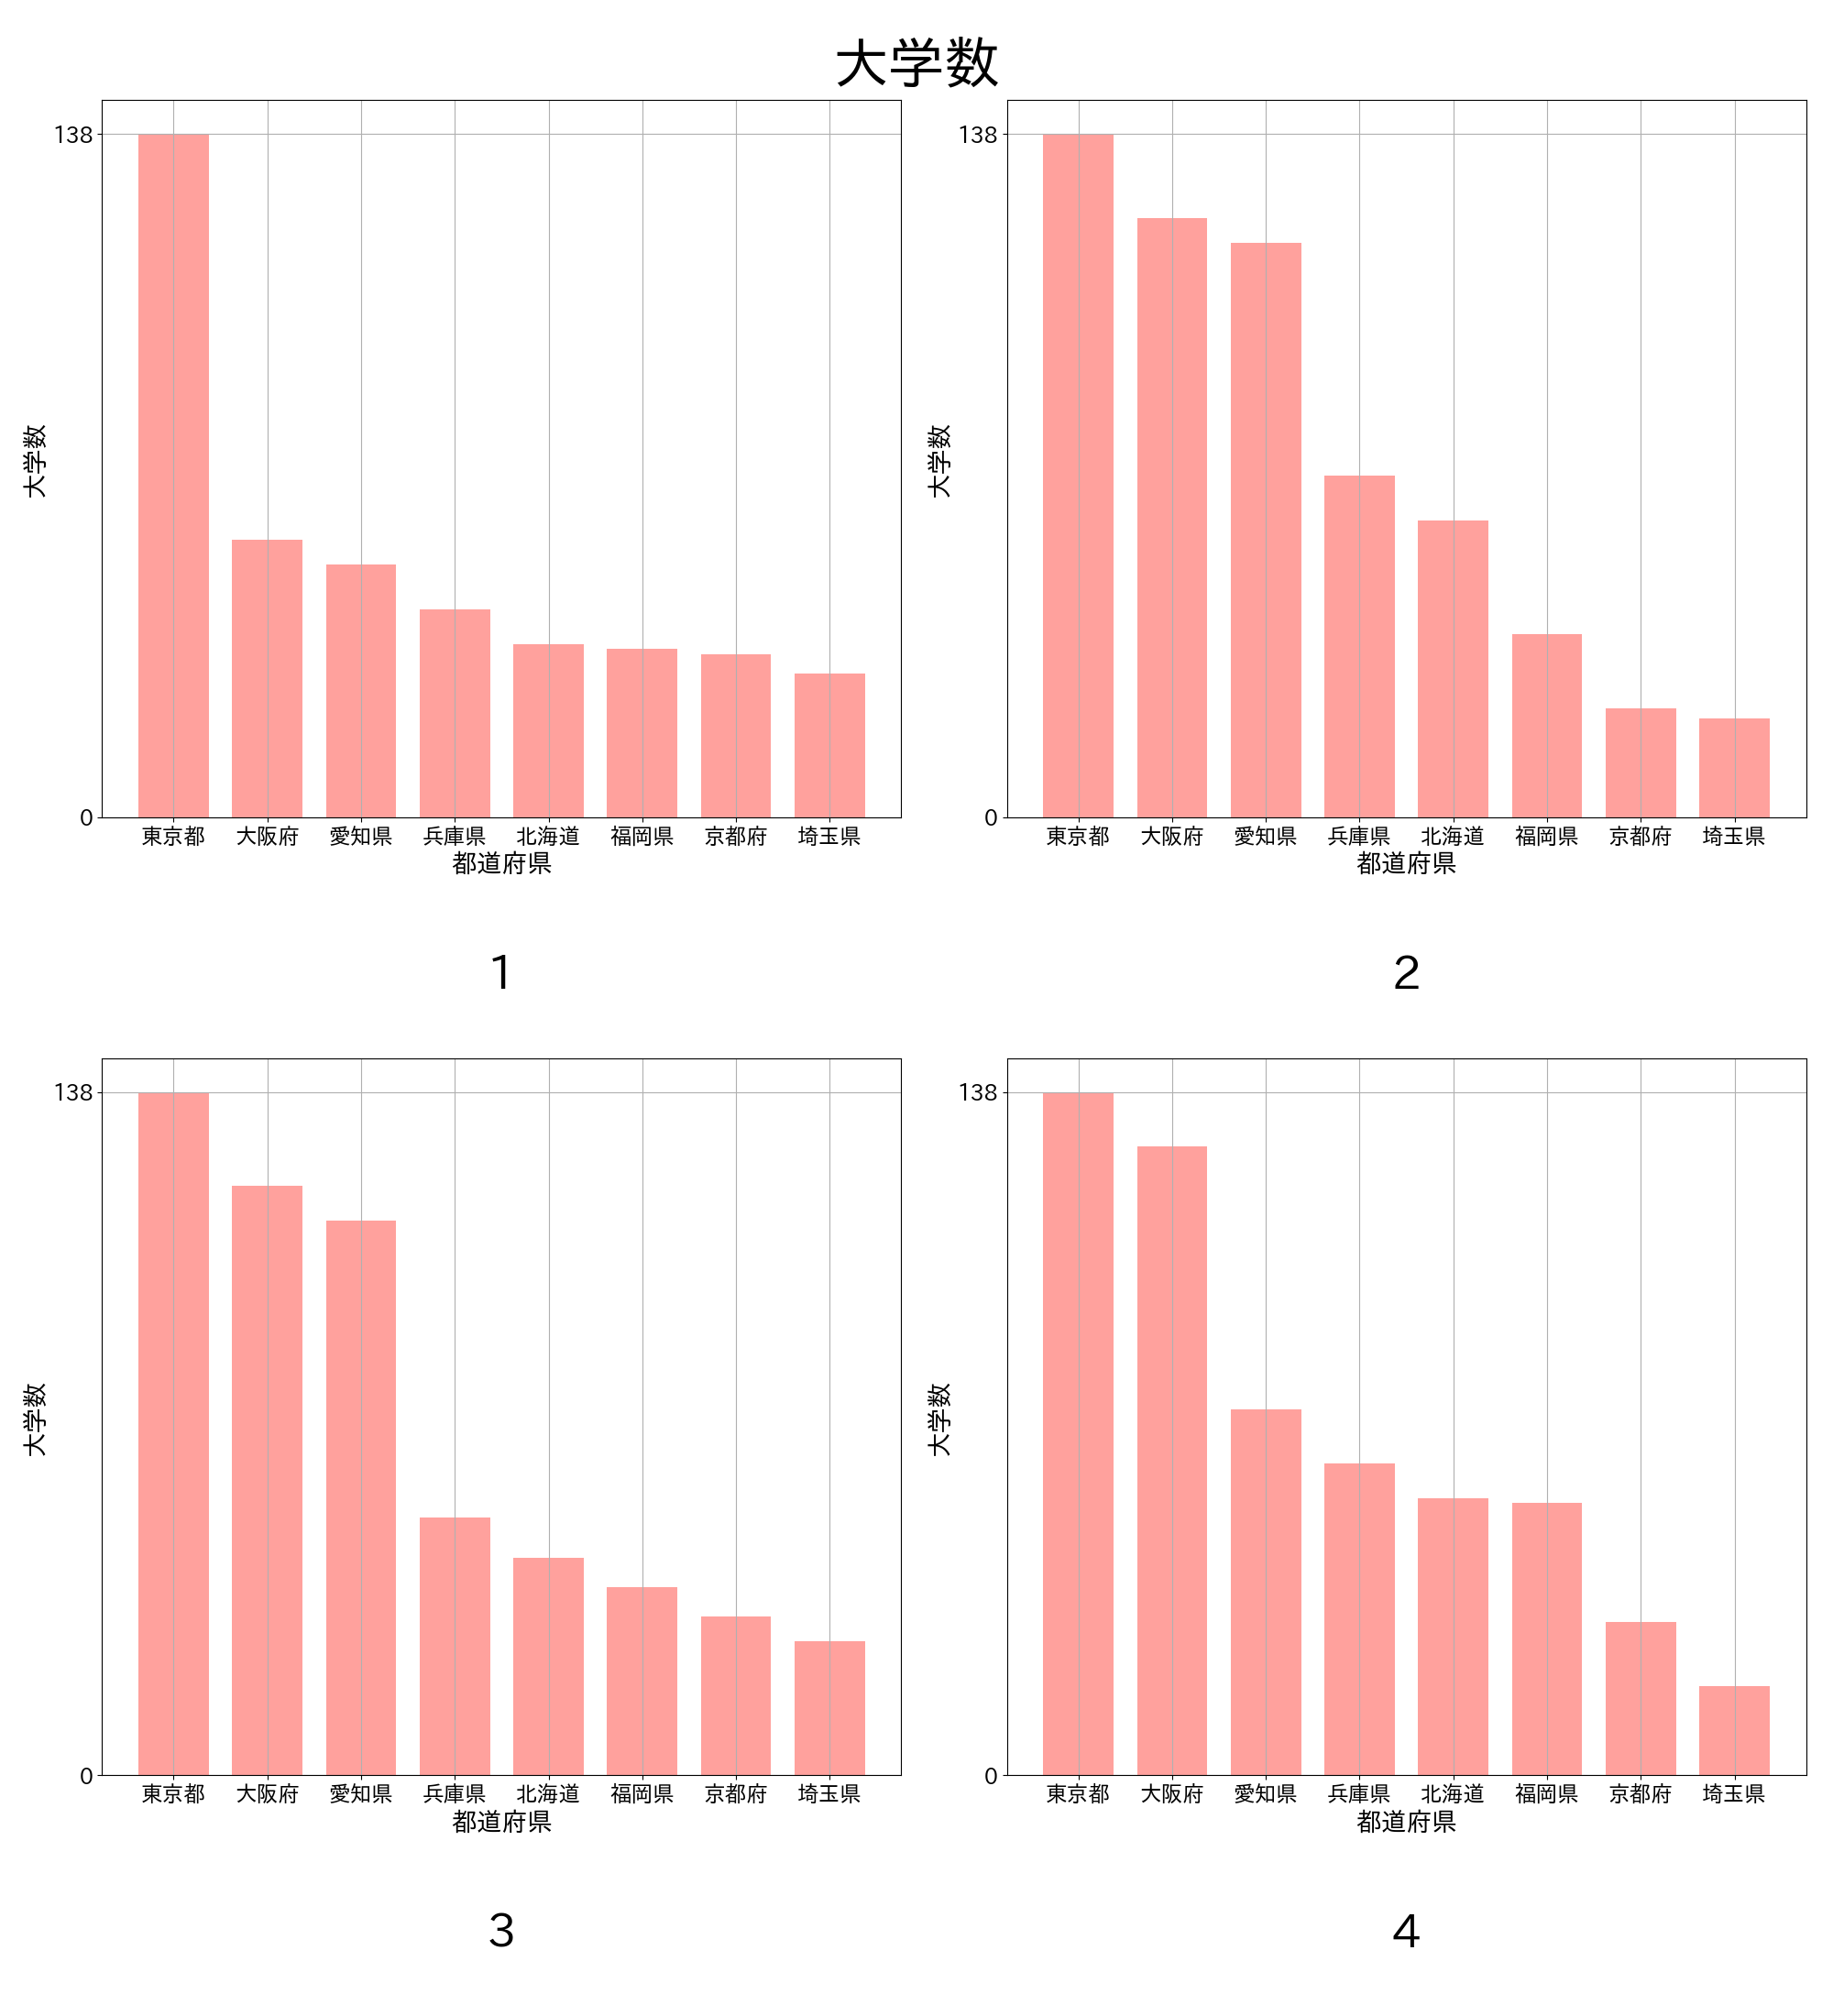 大学数
138
大学数
0
東京都 大阪府 愛知県 兵庫県 北海道 福岡県 京都府 埼玉県
都道府県
1
138
大学数
0
東京都 大阪府 愛知県 兵庫県 北海道 福岡県 京都府 埼玉県
都道府県
2
138
大学数
0
東京都 大阪府 愛知県 兵庫県 北海道 福岡県 京都府 埼玉県
都道府県
3
138
大学数
0
東京都 大阪府 愛知県 兵庫県 北海道 福岡県 京都府 埼玉県
都道府県
4